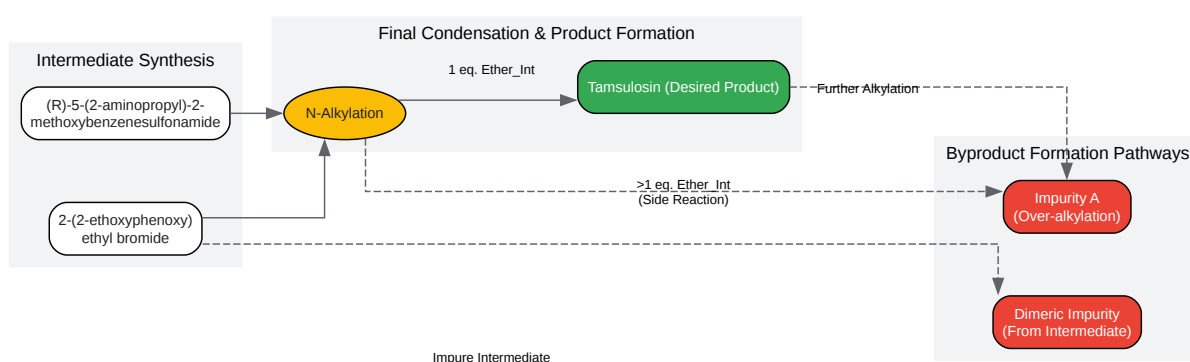 Intermediate Synthesis
(R)-5-(2-aminopropyl)-2-
methoxybenzenesulfonamide
2-(2-ethoxyphenoxy)
ethyl bromide
Final Condensation & Product Formation
N-Alkylation
1 eq. Ether_Int
Tamsulosin (Desired Product)
Further Alkylation
>1 eq. Ether_Int
(Side Reaction)
Byproduct Formation Pathways
Impurity A
(Over-alkylation)
Dimeric Impurity
(From Intermediate)
Impure Intermediate